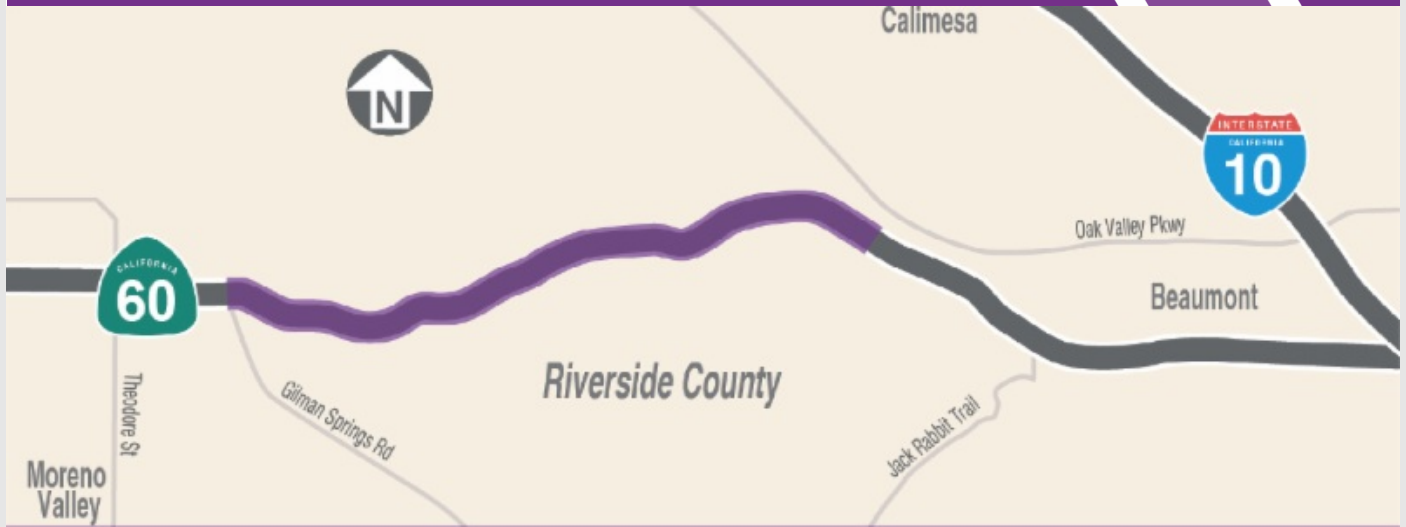 Calimesa
N
INTERSTATE
CALIFORNIA
10
Oak Valley Pkwy
CALIFORNIA
60
Beaumont
Riverside County
Theodore St
Gilman Springs Rd
Jack Rabbit Trail
Moreno
Valley